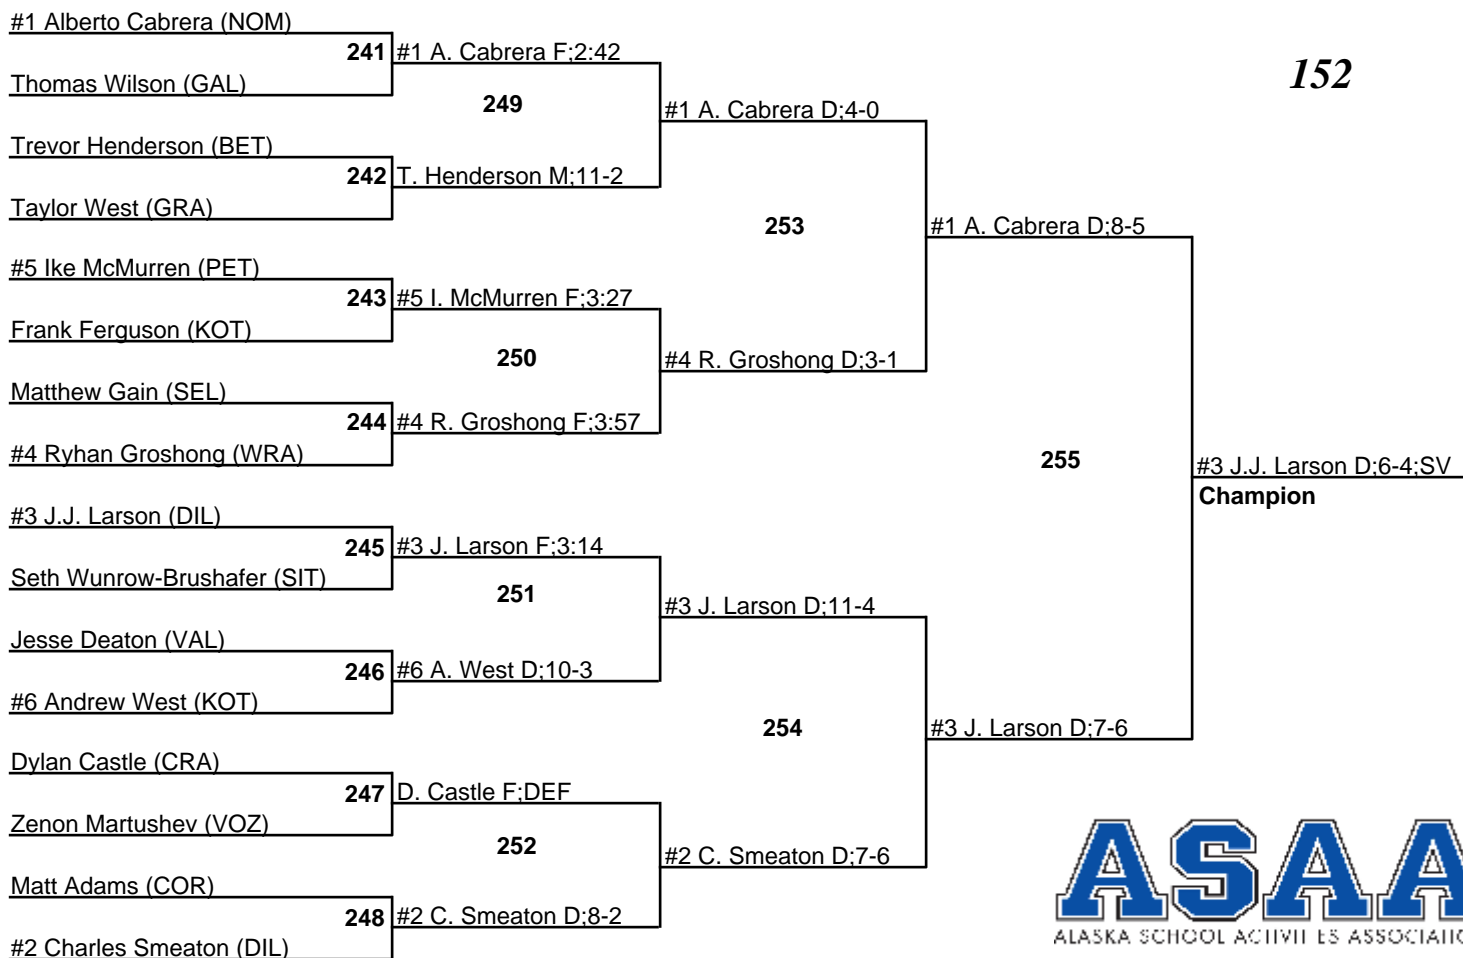 #1 Alberto Cabrera (NOM)
241 #1 A. Cabrera F;2:42
152
Thomas Wilson (GAL)
249
#1 A. Cabrera D;4-0
Trevor Henderson (BET)
242 T. Henderson M;11-2
Taylor West (GRA)
253
#1 A. Cabrera D;8-5
#5 Ike McMurren (PET)
243 #5 I. McMurren F;3:27
Frank Ferguson (KOT)
250
#4 R. Groshong D;3-1
Matthew Gain (SEL)
244 #4 R. Groshong F;3:57
#4 Ryhan Groshong (WRA)
255
#3 J.J. Larson D;6-4;SV
Champion
#3 J.J. Larson (DIL)
245 #3 J. Larson F;3:14
Seth Wunrow-Brushafer (SIT)
251
#3 J. Larson D;11-4
Jesse Deaton (VAL)
246 #6 A. West D;10-3
#6 Andrew West (KOT)
254
#3 J. Larson D;7-6
Dylan Castle (CRA)
247 D. Castle F;DEF
Zenon Martushev (VOZ)
252
#2 C. Smeaton D;7-6
Matt Adams (COR)
248 #2 C. Smeaton D;8-2
#2 Charles Smeaton (DIL)
ASAA
ALASKA SCHOOL ACTIVITIES ASSOCIATIO